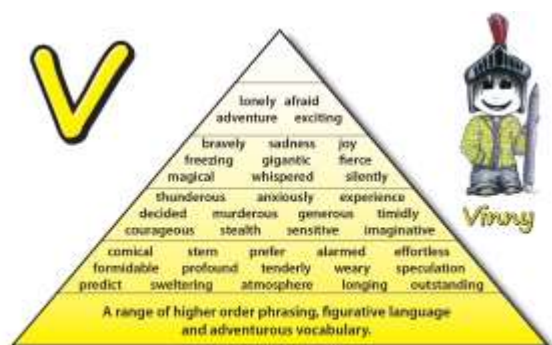 V
lonely afraid
adventure exciting
bravely sadness joy
freezing gigantic fierce
magical whispered silently
thunderous anxiously experience
decided murderous generous timidly
courageous stealth sensitive imaginative
comical stern prefer alarmed effortless
formidable profound tenderly weary speculation
predict sweltering atmosphere longing outstanding
A range of higher order phrasing, figurative language
and adventurous vocabulary.
Vinny